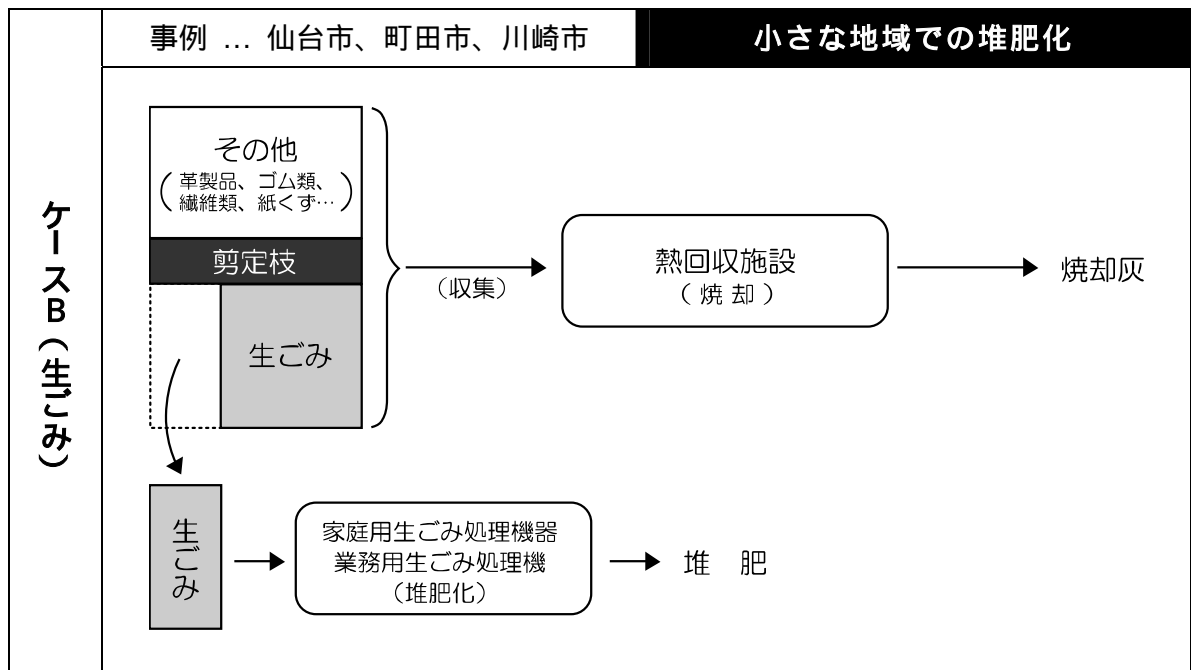 事例 … 仙台市、町田市、川崎市
小さな地域での堆肥化
ケースB(生ごみ)
その他
(革製品、ゴム類、
繊維類、紙くず…)
剪定枝
生ごみ
(収集)
熱回収施設
(焼却)
焼却灰
生ごみ
家庭用生ごみ処理機器
業務用生ごみ処理機
(堆肥化)
堆 肥